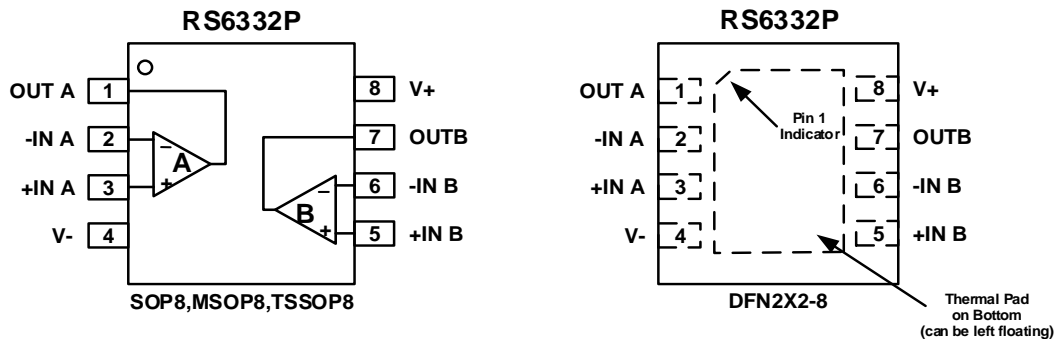 RS6332P
OUT A 1
-IN A 2
+IN A 3
V- 4
8 V+
7 OUTB
6 -IN B
5 +IN B
− A +
− B +
SOP8,MSOP8,TSSOP8
RS6332P
OUT A 1
-IN A 2
+IN A 3
V- 4
Pin 1
Indicator
8 V+
7 OUTB
6 -IN B
5 +IN B
DFN2X2-8
Thermal Pad
on Bottom
(can be left floating)